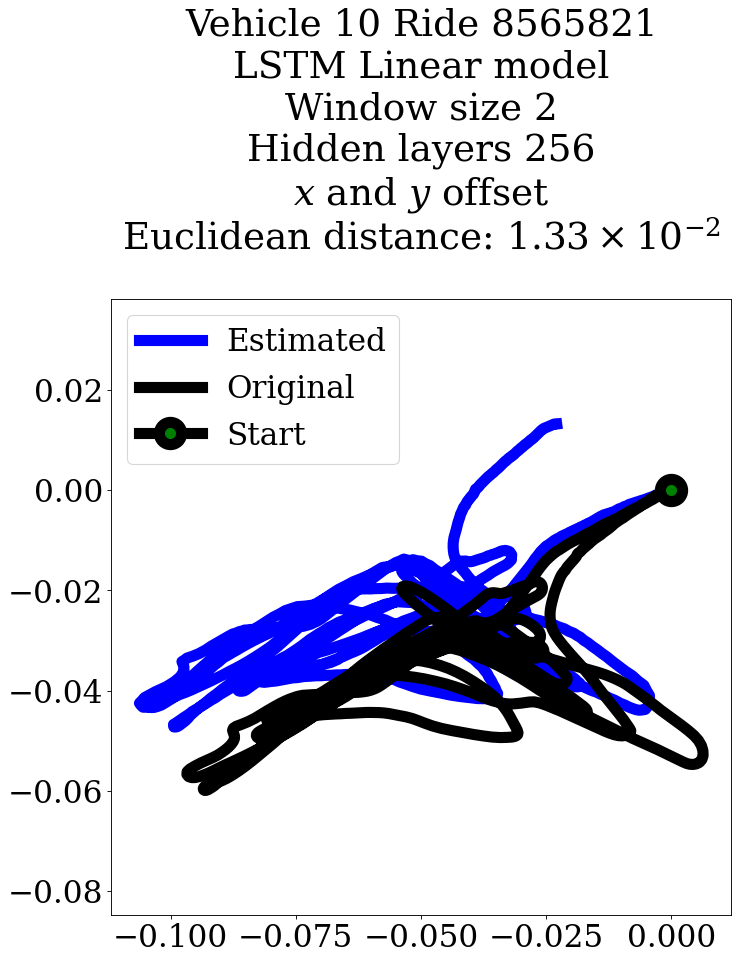 Vehicle 10 Ride 8565821
LSTM Linear model
Window size 2
Hidden layers 256
x and y offset
Euclidean distance: 1.33 × 10⁻²
Estimated
Original
Start
0.02
0.00
−0.02
−0.04
−0.06
−0.08
−0.100 −0.075 −0.050 −0.025 0.000